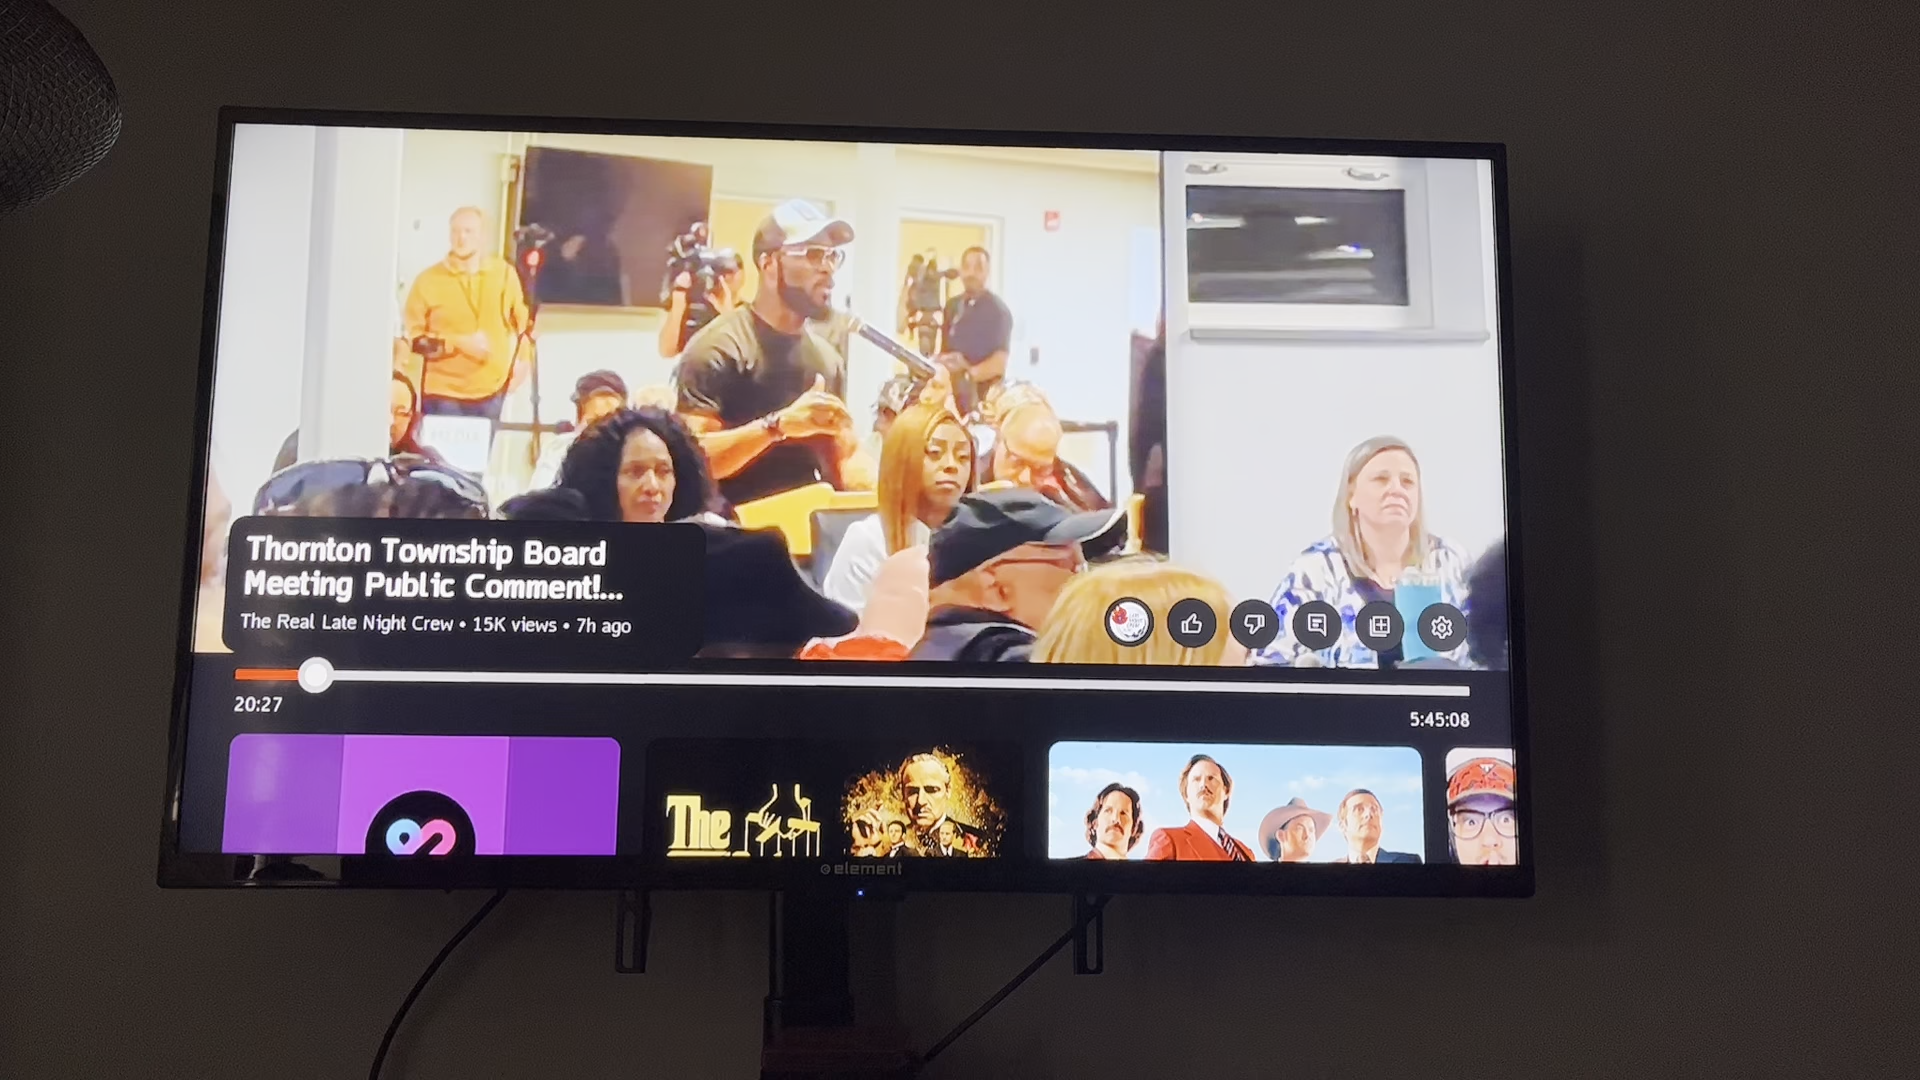 Thornton Township Board
Meeting Public Comment!...
The Real Late Night Crew • 15K views • 7h ago
20:27
5:45:08
The
element